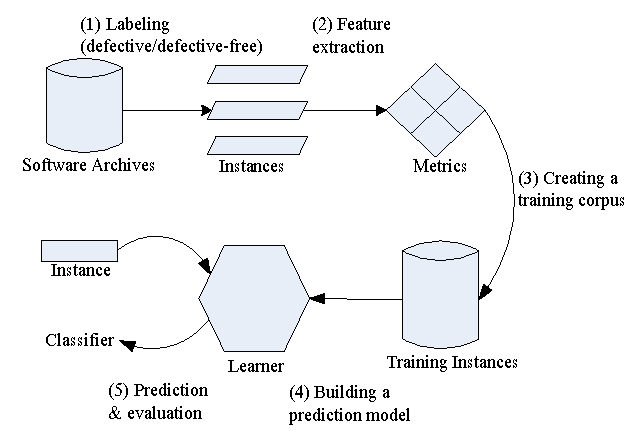 (1) Labeling
(defective/defective-free)
(2) Feature
extraction
Software Archives
Instances
Metrics
(3) Creating a
training corpus
Instance
Classifier
Learner
Training Instances
(5) Prediction
& evaluation
(4) Building a
prediction model